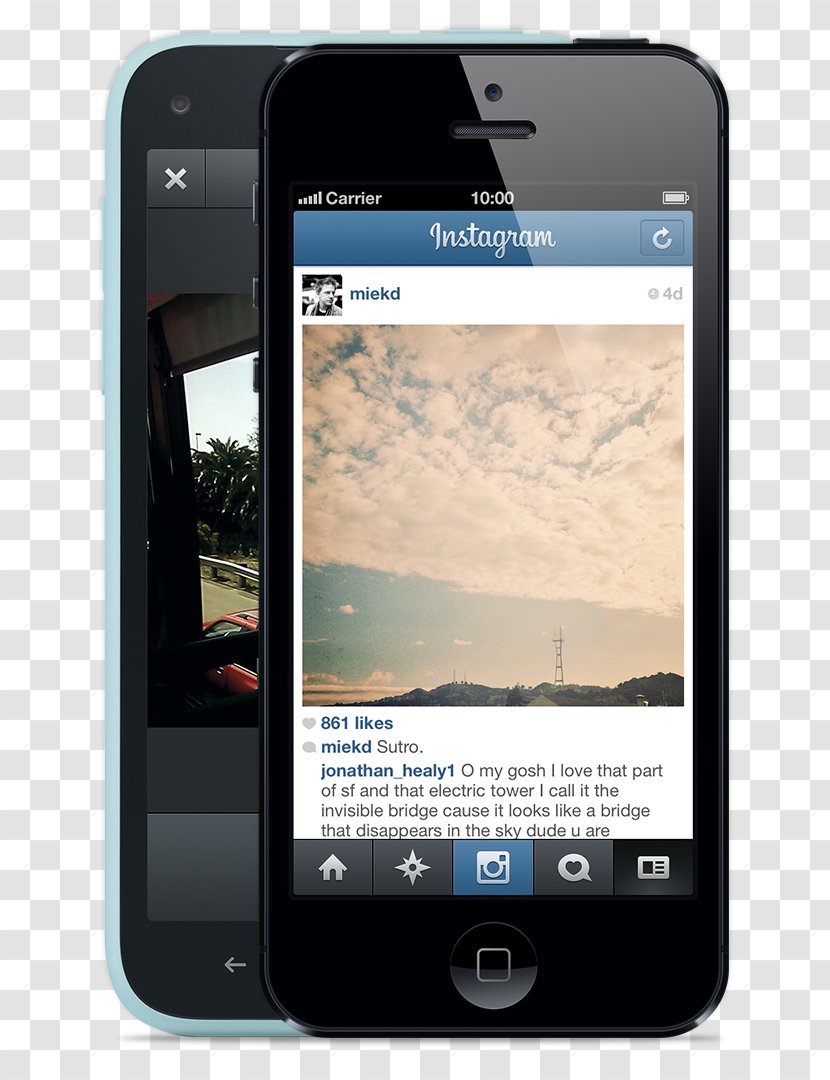 Carrier 10:00
Instagram
miekd 4d
861 likes
miekd Sutro.
jonathan_healy1 O my gosh I love that part
of sf and that electric tower I call it the
invisible bridge cause it looks like a bridge
that disappears in the sky dude u are